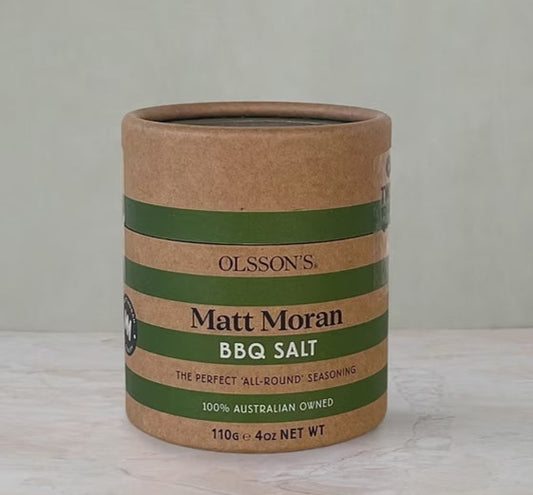 OLSSON'S®
Matt Moran
BBQ SALT
THE PERFECT 'ALL-ROUND' SEASONING
100% AUSTRALIAN OWNED
110G ℮ 4OZ NET WT